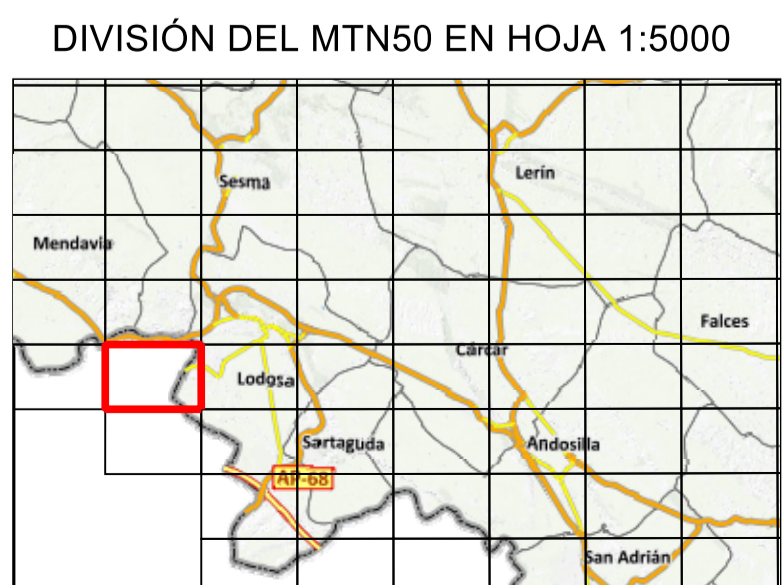 DIVISIÓN DEL MTN50 EN HOJA 1:5000
Lerín
Sesma
Mendavia
Falces
Cárcar
Lodosa
Sartaguda
Andosilla
AP-68
San Adrián